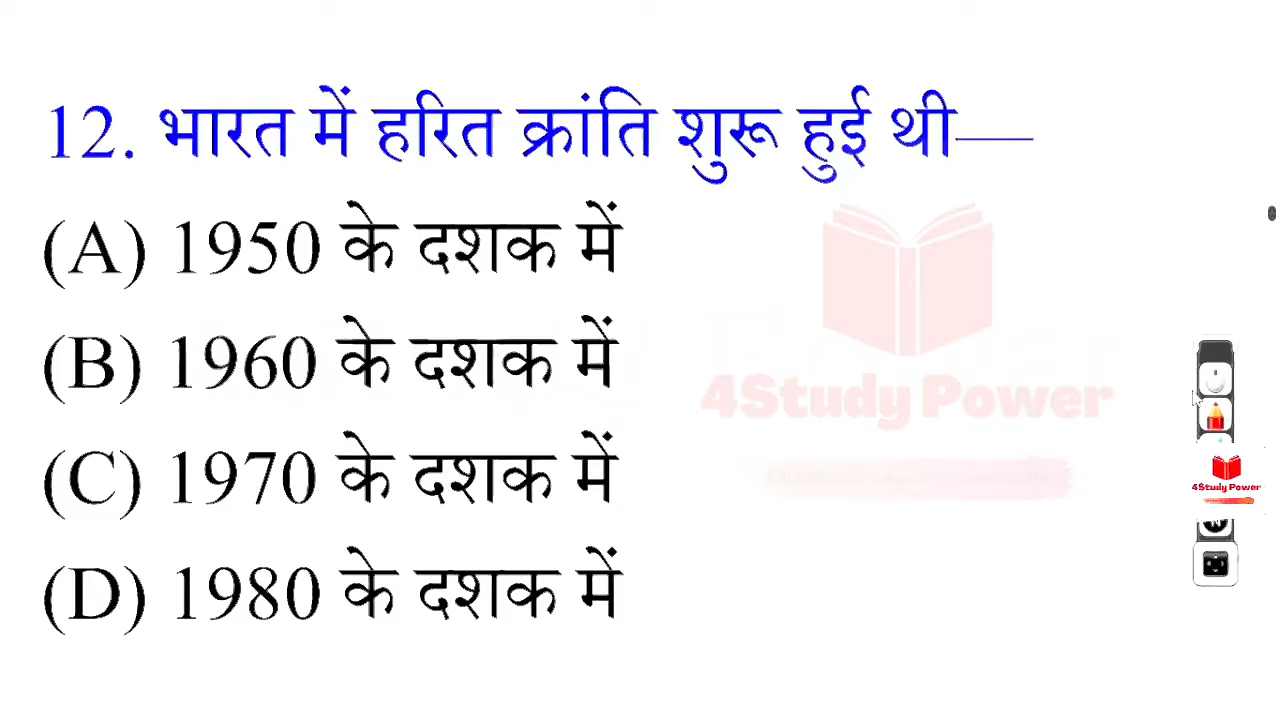 12. भारत में हरित क्रांति शुरू हुई थी—
(A) 1950 के दशक में
(B) 1960 के दशक में
(C) 1970 के दशक में
(D) 1980 के दशक में
4Study Power
4Study Power